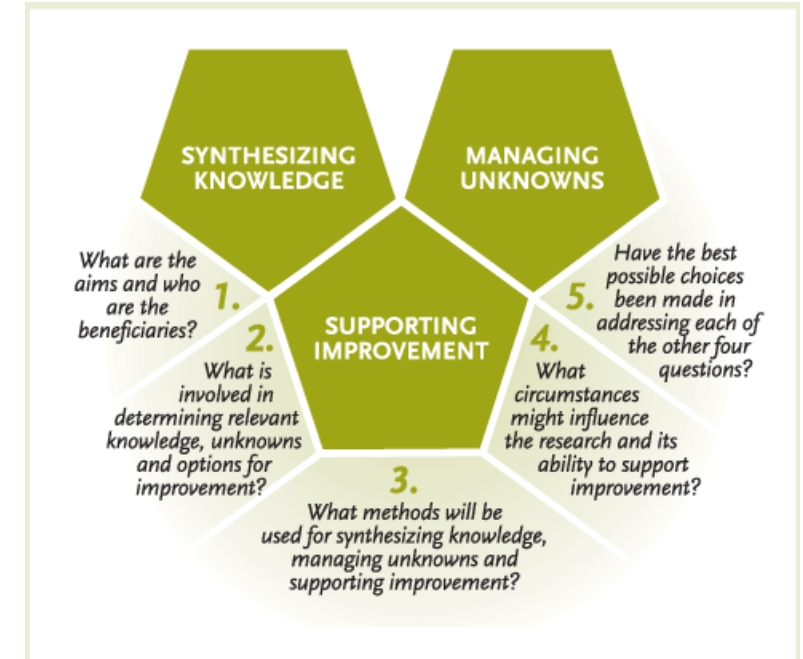 SYNTHESIZING
KNOWLEDGE
MANAGING
UNKNOWNS
SUPPORTING
IMPROVEMENT
1.
What are the
aims and who
are the
beneficiaries?
2.
What is
involved in
determining relevant
knowledge, unknowns
and options for
improvement?
3.
What methods will be
used for synthesizing knowledge,
managing unknowns and
supporting improvement?
4.
What
circumstances
might influence
the research and its
ability to support
improvement?
5.
Have the best
possible choices
been made in
addressing each of
the other four
questions?